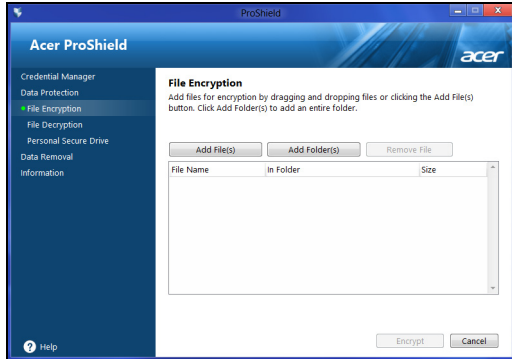 ProShield
Acer ProShield
acer
Credential Manager
Data Protection
File Encryption
File Decryption
Personal Secure Drive
Data Removal
Information
Help
File Encryption
Add files for encryption by dragging and dropping files or clicking the Add File(s)
button. Click Add Folder(s) to add an entire folder.
Add File(s) Add Folder(s) Remove File
File Name In Folder Size
Encrypt Cancel